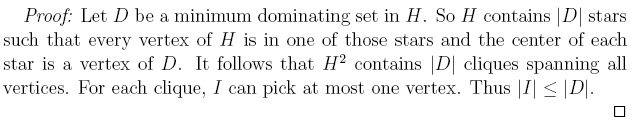 Proof: Let D be a minimum dominating set in H. So H contains |D| stars
such that every vertex of H is in one of those stars and the center of each
star is a vertex of D. It follows that H² contains |D| cliques spanning all
vertices. For each clique, I can pick at most one vertex. Thus |I| ≤ |D|.
□